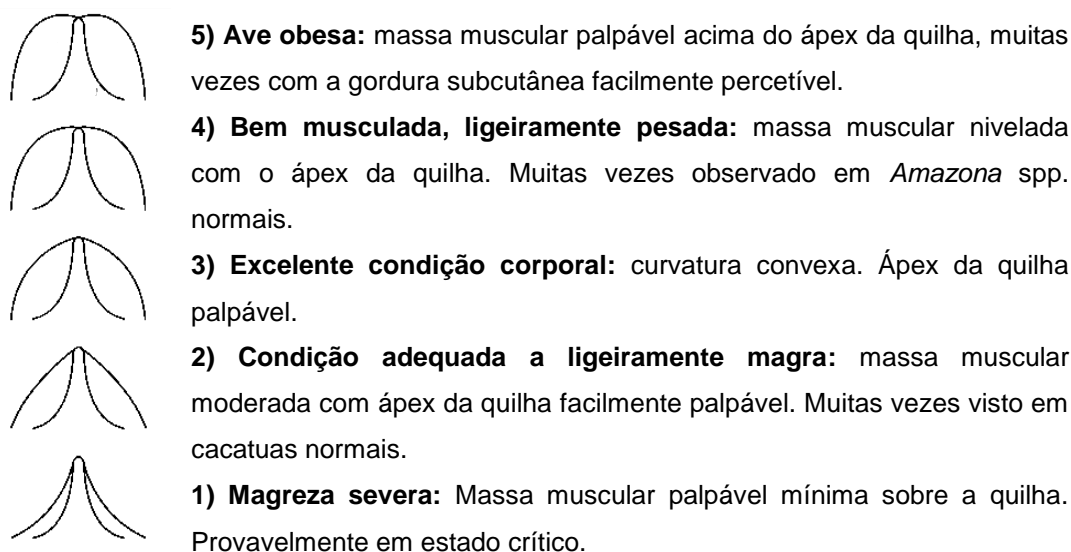 5) Ave obesa: massa muscular palpável acima do ápex da quilha, muitas
vezes com a gordura subcutânea facilmente percetível.
4) Bem musculada, ligeiramente pesada: massa muscular nivelada
com o ápex da quilha. Muitas vezes observado em Amazona spp.
normais.
3) Excelente condição corporal: curvatura convexa. Ápex da quilha
palpável.
2) Condição adequada a ligeiramente magra: massa muscular
moderada com ápex da quilha facilmente palpável. Muitas vezes visto em
cacatuas normais.
1) Magreza severa: Massa muscular palpável mínima sobre a quilha.
Provavelmente em estado crítico.